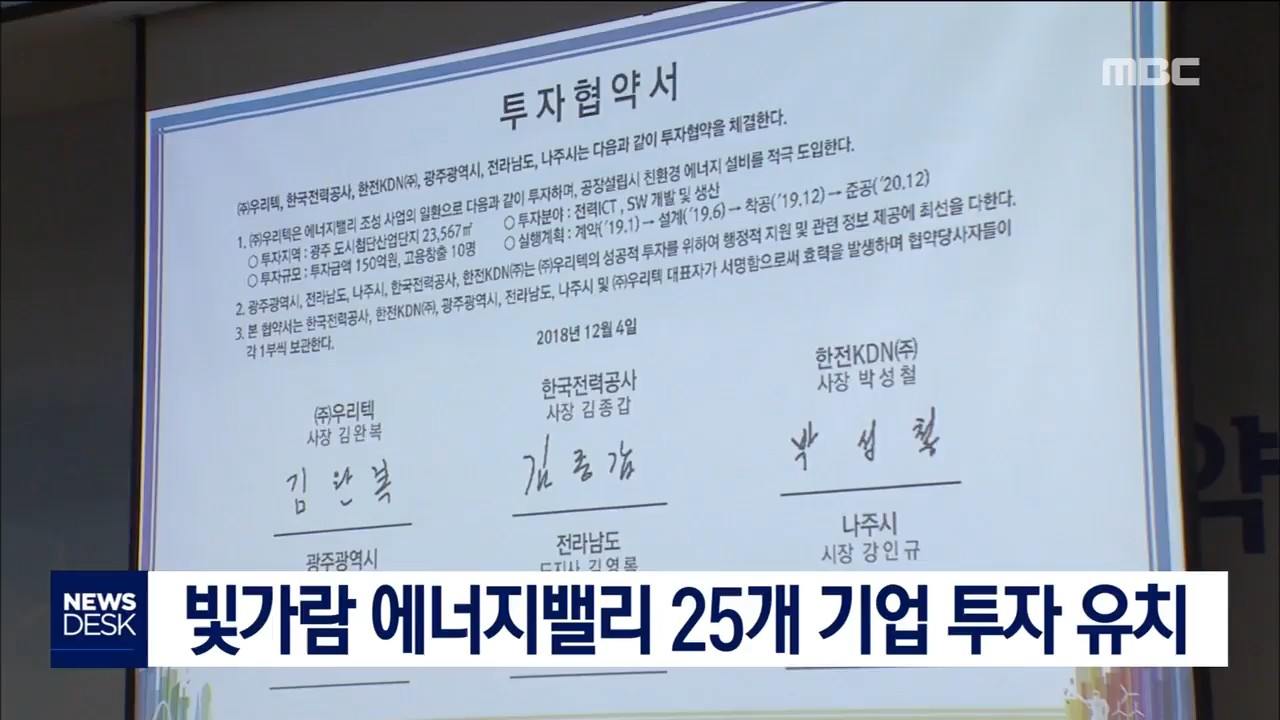 MBC
투자협약서
㈜우리텍, 한국전력공사, 한전KDN㈜, 광주광역시, 전라남도, 나주시는 다음과 같이 투자협약을 체결한다.
1. ㈜우리텍은 에너지밸리 조성 사업의 일환으로 다음과 같이 투자하며, 공장설립시 친환경 에너지 설비를 적극 도입한다.
○ 투자지역 : 광주 도시첨단산업단지 23,567㎡ ○ 투자분야 : 전력ICT , SW 개발 및 생산
○ 투자규모 : 투자금액 150억원, 고용창출 10명 ○ 실행계획 : 계약(´19.1) → 설계(´19.6) → 착공(´19.12) → 준공(´20.12)
2. 광주광역시, 전라남도, 나주시, 한국전력공사, 한전KDN㈜는 ㈜우리텍의 성공적 투자를 위하여 행정적 지원 및 관련 정보 제공에 최선을 다한다.
3. 본 협약서는 한국전력공사, 한전KDN㈜, 광주광역시, 전라남도, 나주시 및 ㈜우리텍 대표자가 서명함으로써 효력을 발생하며 협약당사자들이
각 1부씩 보관한다.
2018년 12월 4일
㈜우리텍
사장 김완복
김완복
한국전력공사
사장 김종갑
김종갑
한전KDN㈜
사장 박성철
박성철
광주광역시
전라남도
도지사 김영록
나주시
시장 강인규
약
NEWS
DESK
빛가람 에너지밸리 25개 기업 투자 유치